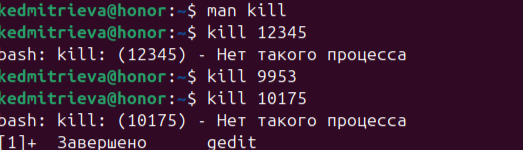 kedmitrieva@honor:~$ man kill
kedmitrieva@honor:~$ kill 12345
bash: kill: (12345) - Нет такого процесса
kedmitrieva@honor:~$ kill 9953
kedmitrieva@honor:~$ kill 10175
bash: kill: (10175) - Нет такого процесса
[1]+  Завершено      gedit